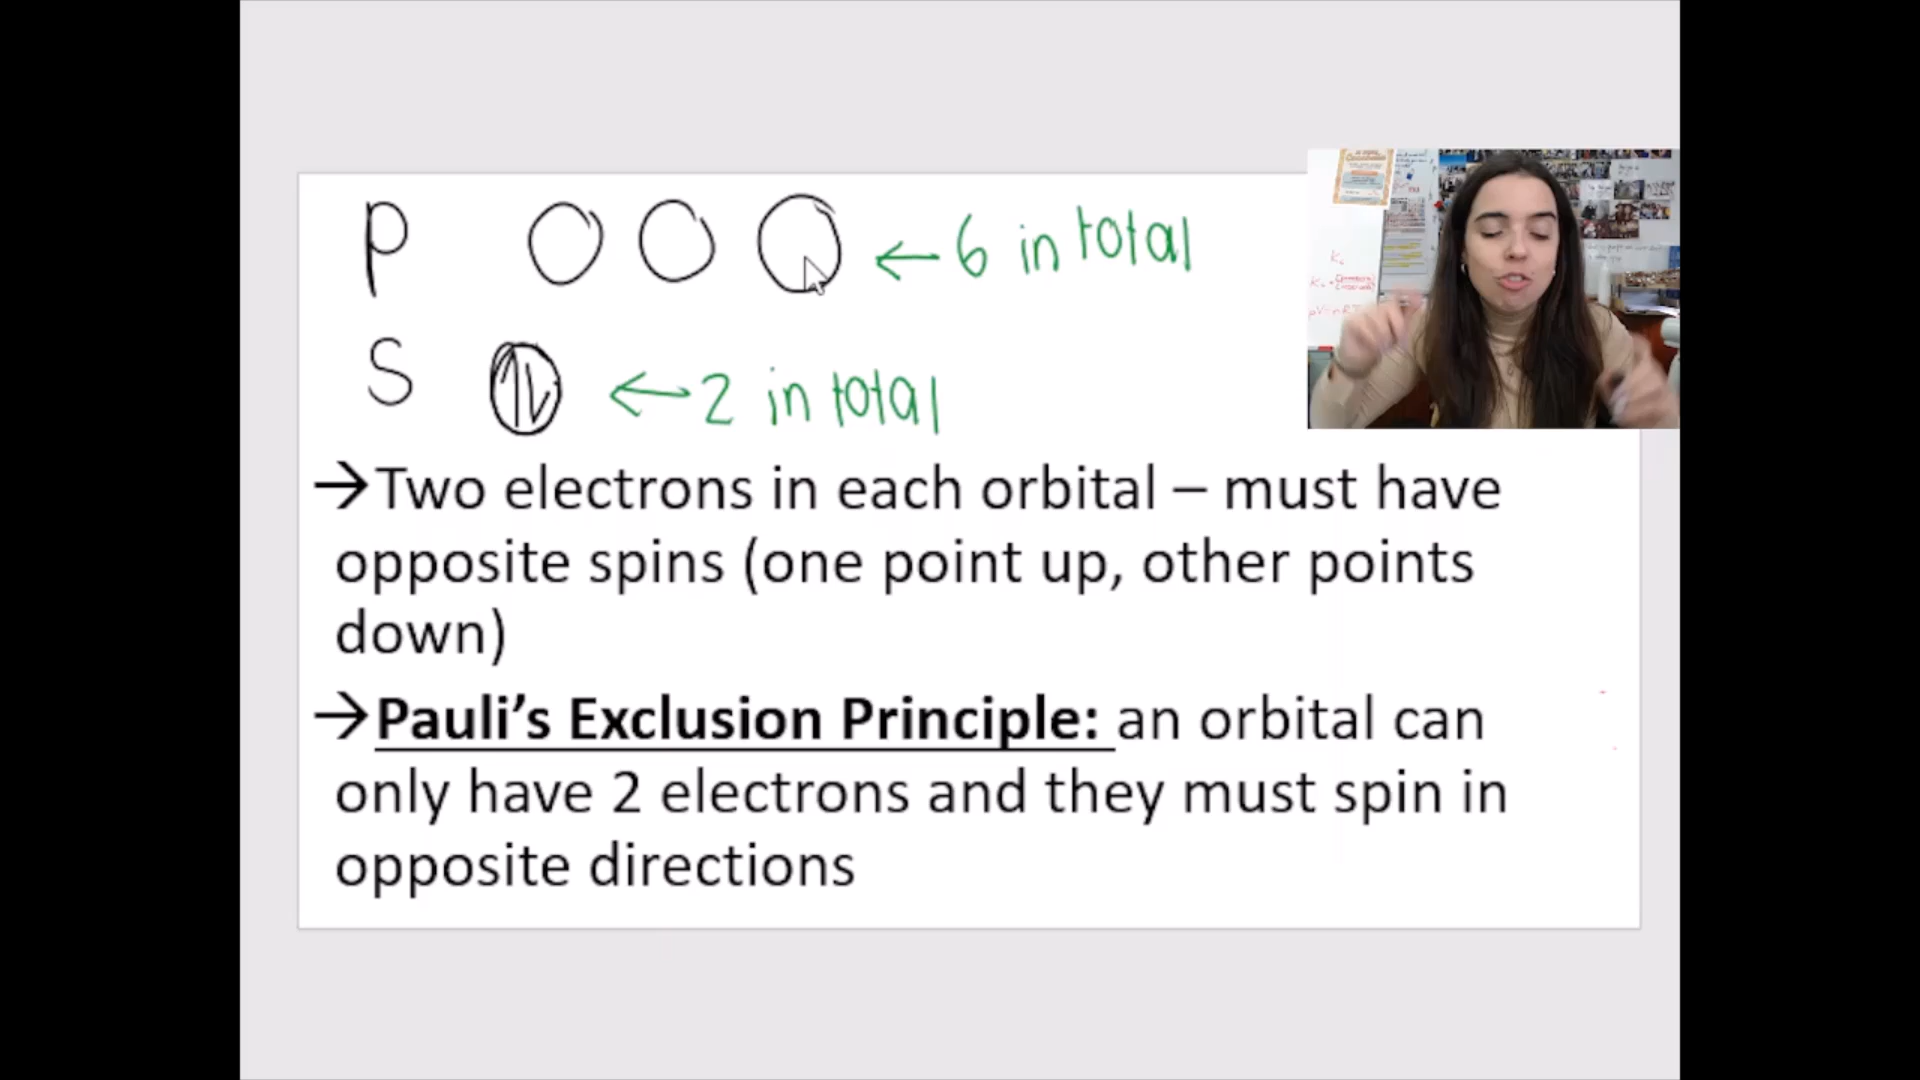 P ← 6 in total
S ← 2 in total
→Two electrons in each orbital – must have
opposite spins (one point up, other points
down)
→Pauli’s Exclusion Principle: an orbital can
only have 2 electrons and they must spin in
opposite directions